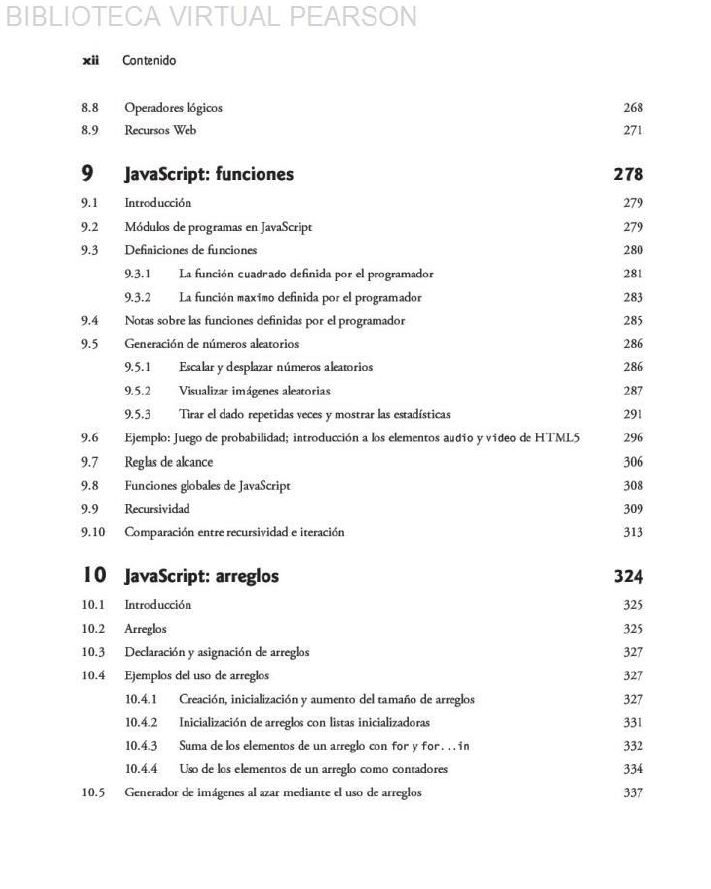 BIBLIOTECA VIRTUAL PEARSON
xii Contenido
8.8 Operadores lógicos 268
8.9 Recursos Web 271
9 JavaScript: funciones 278
9.1 Introducción 279
9.2 Módulos de programas en JavaScript 279
9.3 Definiciones de funciones 280
9.3.1 La función cuadrado definida por el programador 281
9.3.2 La función maximo definida por el programador 283
9.4 Notas sobre las funciones definidas por el programador 285
9.5 Generación de números aleatorios 286
9.5.1 Escalar y desplazar números aleatorios 286
9.5.2 Visualizar imágenes aleatorias 287
9.5.3 Tirar el dado repetidas veces y mostrar las estadísticas 291
9.6 Ejemplo: Juego de probabilidad; introducción a los elementos audio y video de HTML5 296
9.7 Reglas de alcance 306
9.8 Funciones globales de JavaScript 308
9.9 Recursividad 309
9.10 Comparación entre recursividad e iteración 313
10 JavaScript: arreglos 324
10.1 Introducción 325
10.2 Arreglos 325
10.3 Declaración y asignación de arreglos 327
10.4 Ejemplos del uso de arreglos 327
10.4.1 Creación, inicialización y aumento del tamaño de arreglos 327
10.4.2 Inicialización de arreglos con listas inicializadoras 331
10.4.3 Suma de los elementos de un arreglo con for y for...in 332
10.4.4 Uso de los elementos de un arreglo como contadores 334
10.5 Generador de imágenes al azar mediante el uso de arreglos 337